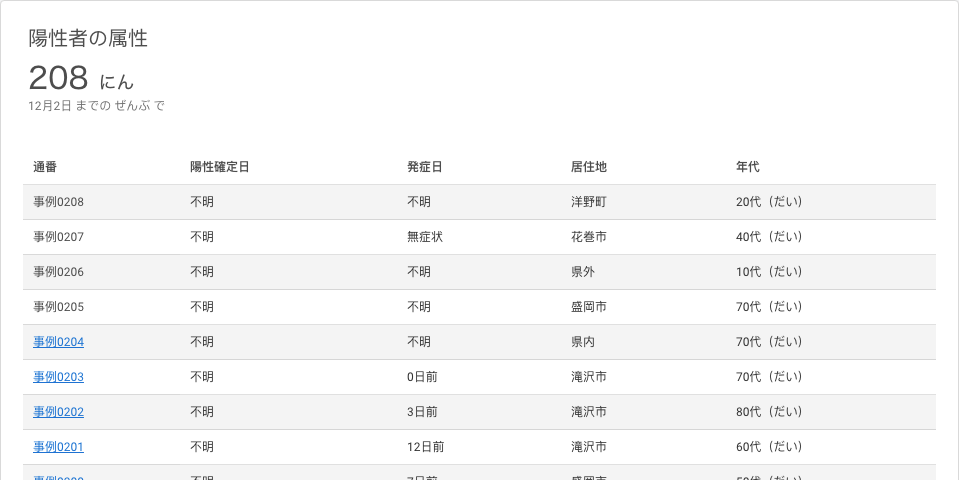 陽性者の属性
208 にん
12月2日 までの ぜんぶ で
通番 陽性確定日 発症日 居住地 年代
事例0208 不明 不明 洋野町 20代（だい）
事例0207 不明 無症状 花巻市 40代（だい）
事例0206 不明 不明 県外 10代（だい）
事例0205 不明 不明 盛岡市 70代（だい）
事例0204 不明 不明 県内 70代（だい）
事例0203 不明 0日前 滝沢市 70代（だい）
事例0202 不明 3日前 滝沢市 80代（だい）
事例0201 不明 12日前 滝沢市 60代（だい）